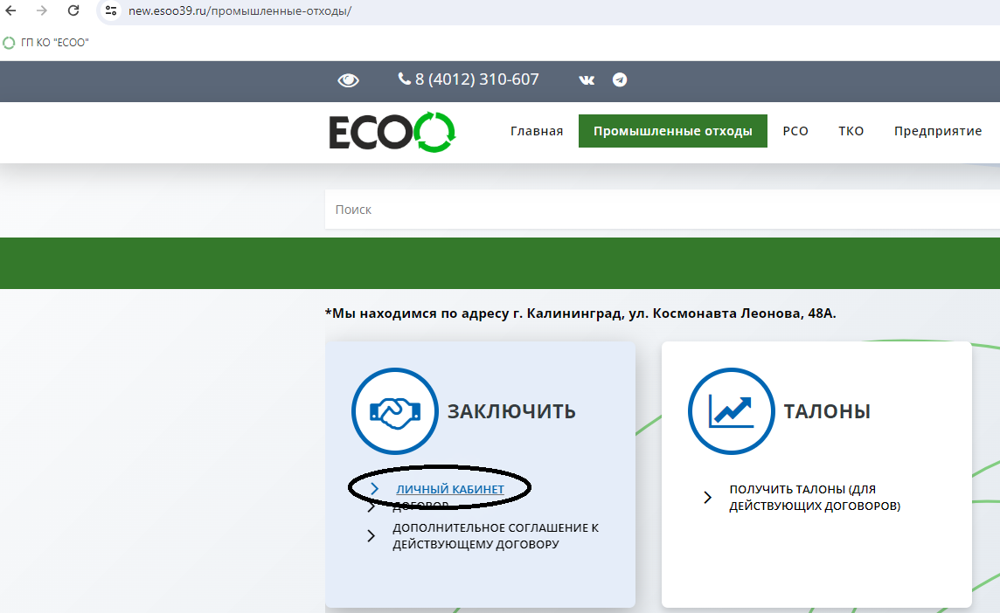 new.esoo39.ru/промышленные-отходы/
ГП КО "ЕСОО"
8 (4012) 310-607
ECOO
Главная
Промышленные отходы
РСО
ТКО
Предприятие
Поиск
*Мы находимся по адресу г. Калининград, ул. Космонавта Леонова, 48А.
ЗАКЛЮЧИТЬ
ЛИЧНЫЙ КАБИНЕТ
ДОГОВОР
ДОПОЛНИТЕЛЬНОЕ СОГЛАШЕНИЕ К
ДЕЙСТВУЮЩЕМУ ДОГОВОРУ
ТАЛОНЫ
ПОЛУЧИТЬ ТАЛОНЫ (ДЛЯ
ДЕЙСТВУЮЩИХ ДОГОВОРОВ)